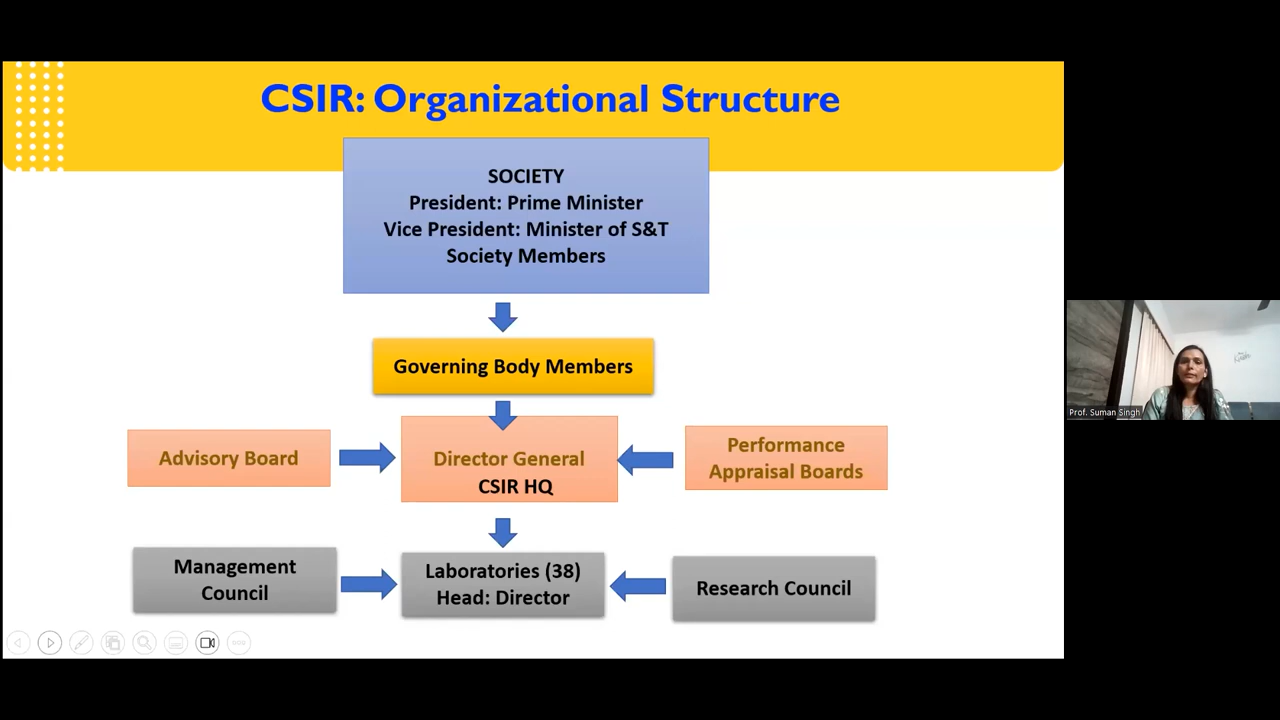 CSIR: Organizational Structure
SOCIETY
President: Prime Minister
Vice President: Minister of S&T
Society Members
Governing Body Members
Advisory Board
Director General
CSIR HQ
Performance
Appraisal Boards
Management
Council
Laboratories (38)
Head: Director
Research Council
Prof. Suman Singh